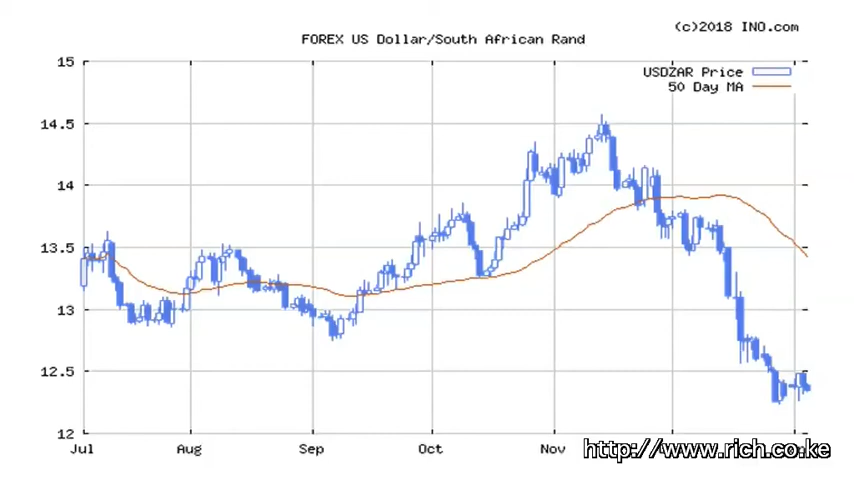 (c)2018 INO.com
FOREX US Dollar/South African Rand
USDZAR Price
50 Day MA
15
14.5
14
13.5
13
12.5
12
Jul Aug Sep Oct Nov
http://www.rich.co.ke